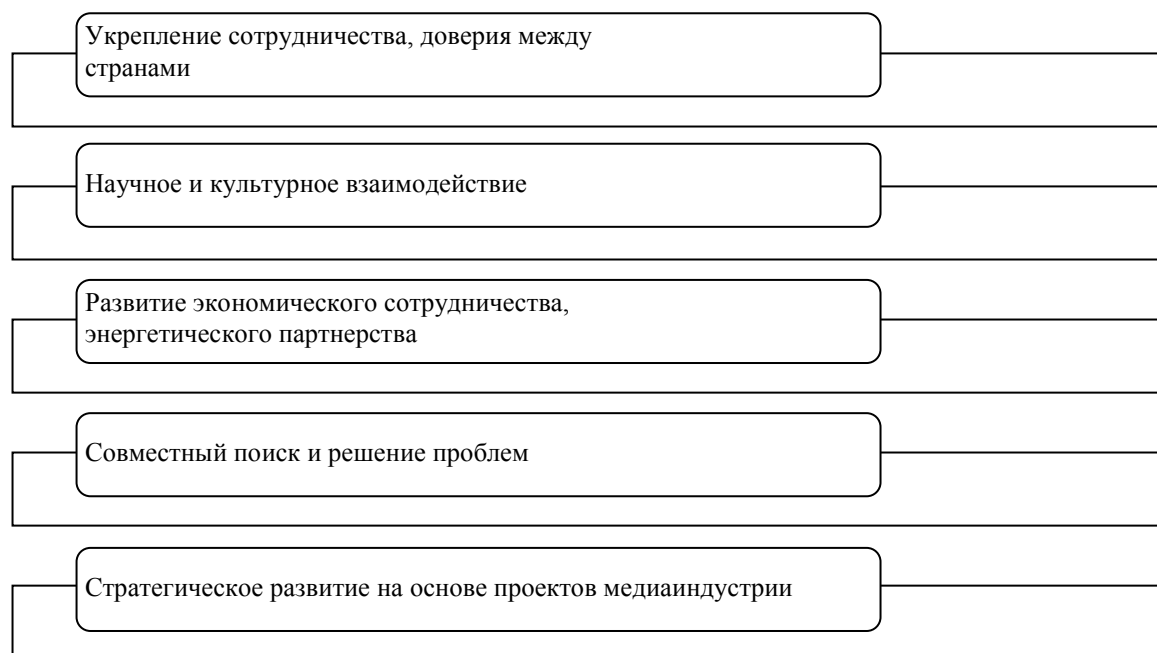 Укрепление сотрудничества, доверия между
странами
Научное и культурное взаимодействие
Развитие экономического сотрудничества,
энергетического партнерства
Совместный поиск и решение проблем
Стратегическое развитие на основе проектов медиаиндустрии